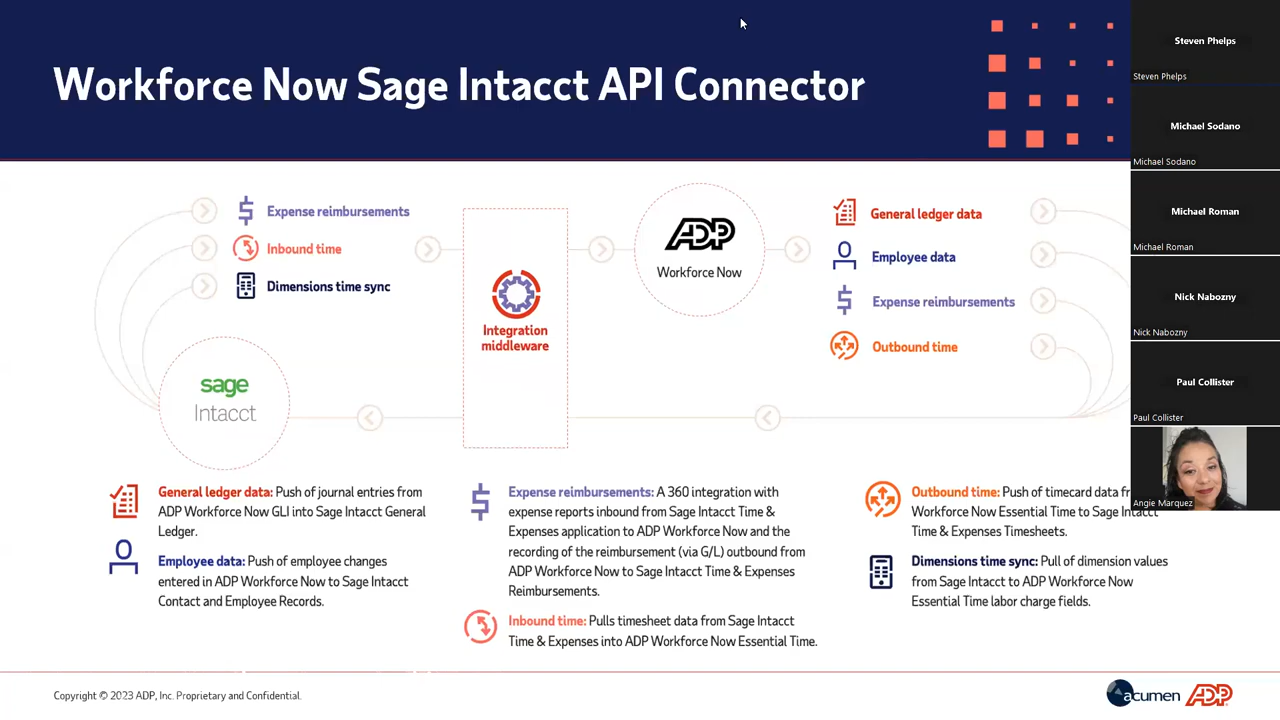 Workforce Now Sage Intacct API Connector
Expense reimbursements
Inbound time
Dimensions time sync
Integration
middleware
ADP
Workforce Now
General ledger data
Employee data
Expense reimbursements
Outbound time
sage
Intacct
General ledger data: Push of journal entries from
ADP Workforce Now GLI into Sage Intacct General
Ledger.
Employee data: Push of employee changes
entered in ADP Workforce Now to Sage Intacct
Contact and Employee Records.
Expense reimbursements: A 360 integration with
expense reports inbound from Sage Intacct Time &
Expenses application to ADP Workforce Now and the
recording of the reimbursement (via G/L) outbound from
ADP Workforce Now to Sage Intacct Time & Expenses
Reimbursements.
Inbound time: Pulls timesheet data from Sage Intacct
Time & Expenses into ADP Workforce Now Essential Time.
Outbound time: Push of timecard data
Workforce Now Essential Time to Sage Intacct
Time & Expenses Timesheets.
Dimensions time sync: Pull of dimension values
from Sage Intacct to ADP Workforce Now
Essential Time labor charge fields.
Steven Phelps
Steven Phelps
Michael Sodano
Michael Sodano
Michael Roman
Michael Roman
Nick Nabozny
Nick Nabozny
Paul Collister
Paul Collister
Angie Marquez
Copyright © 2023 ADP, Inc. Proprietary and Confidential.
acumen
ADP